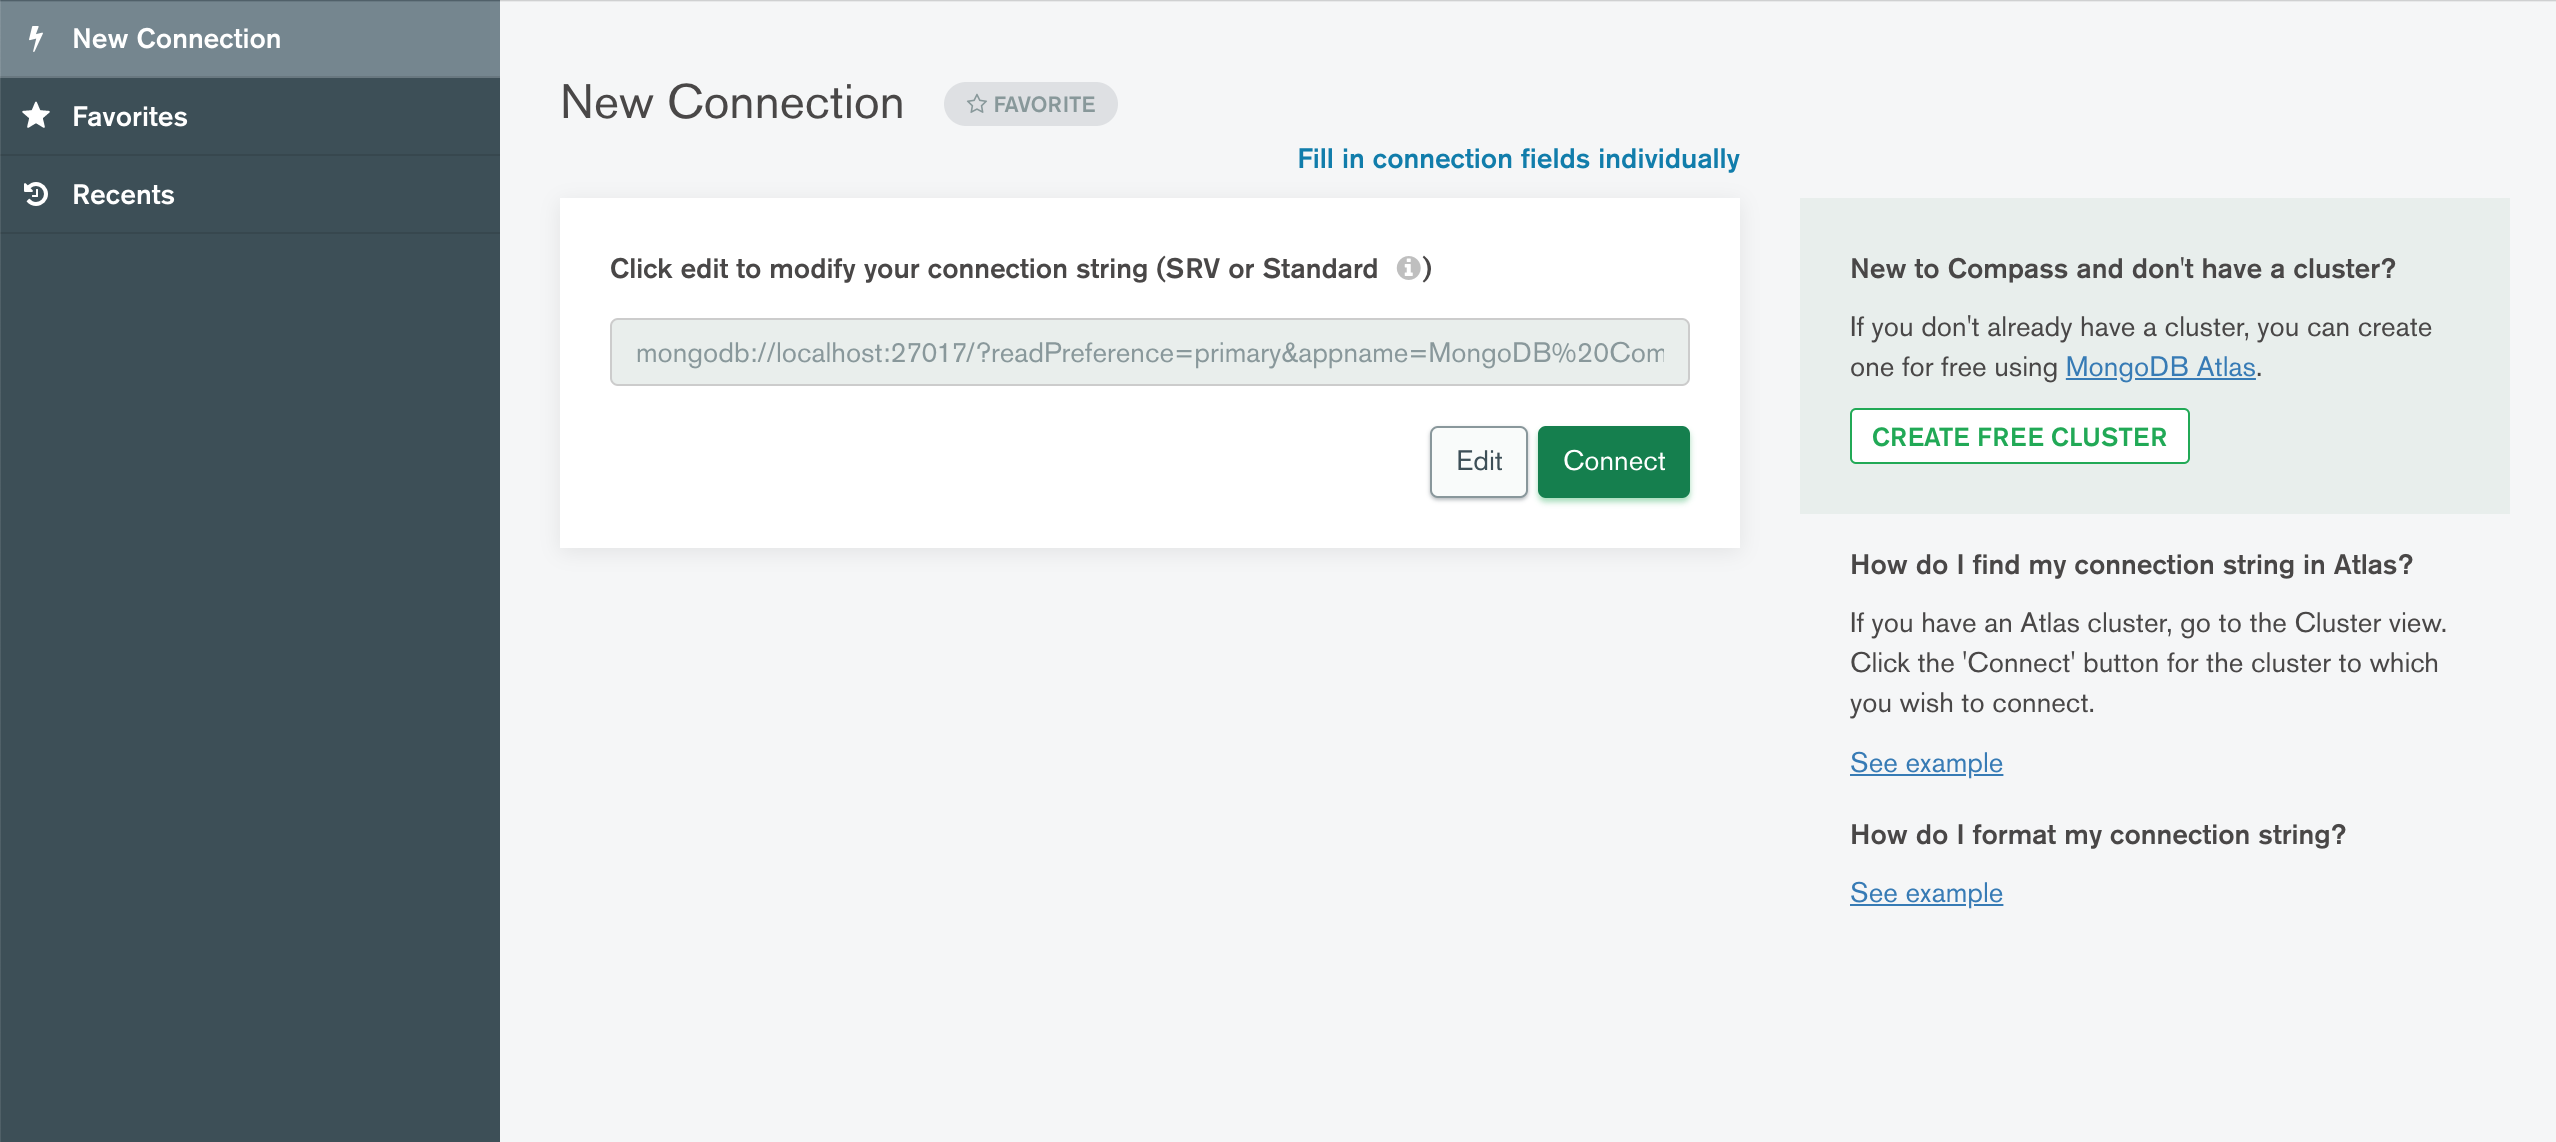 New Connection
Favorites
Recents
New Connection
FAVORITE
Fill in connection fields individually
Click edit to modify your connection string (SRV or Standard )
mongodb://localhost:27017/?readPreference=primary&appname=MongoDB%20Com
Edit
Connect
New to Compass and don't have a cluster?
If you don't already have a cluster, you can create
one for free using MongoDB Atlas.
CREATE FREE CLUSTER
How do I find my connection string in Atlas?
If you have an Atlas cluster, go to the Cluster view.
Click the 'Connect' button for the cluster to which
you wish to connect.
See example
How do I format my connection string?
See example